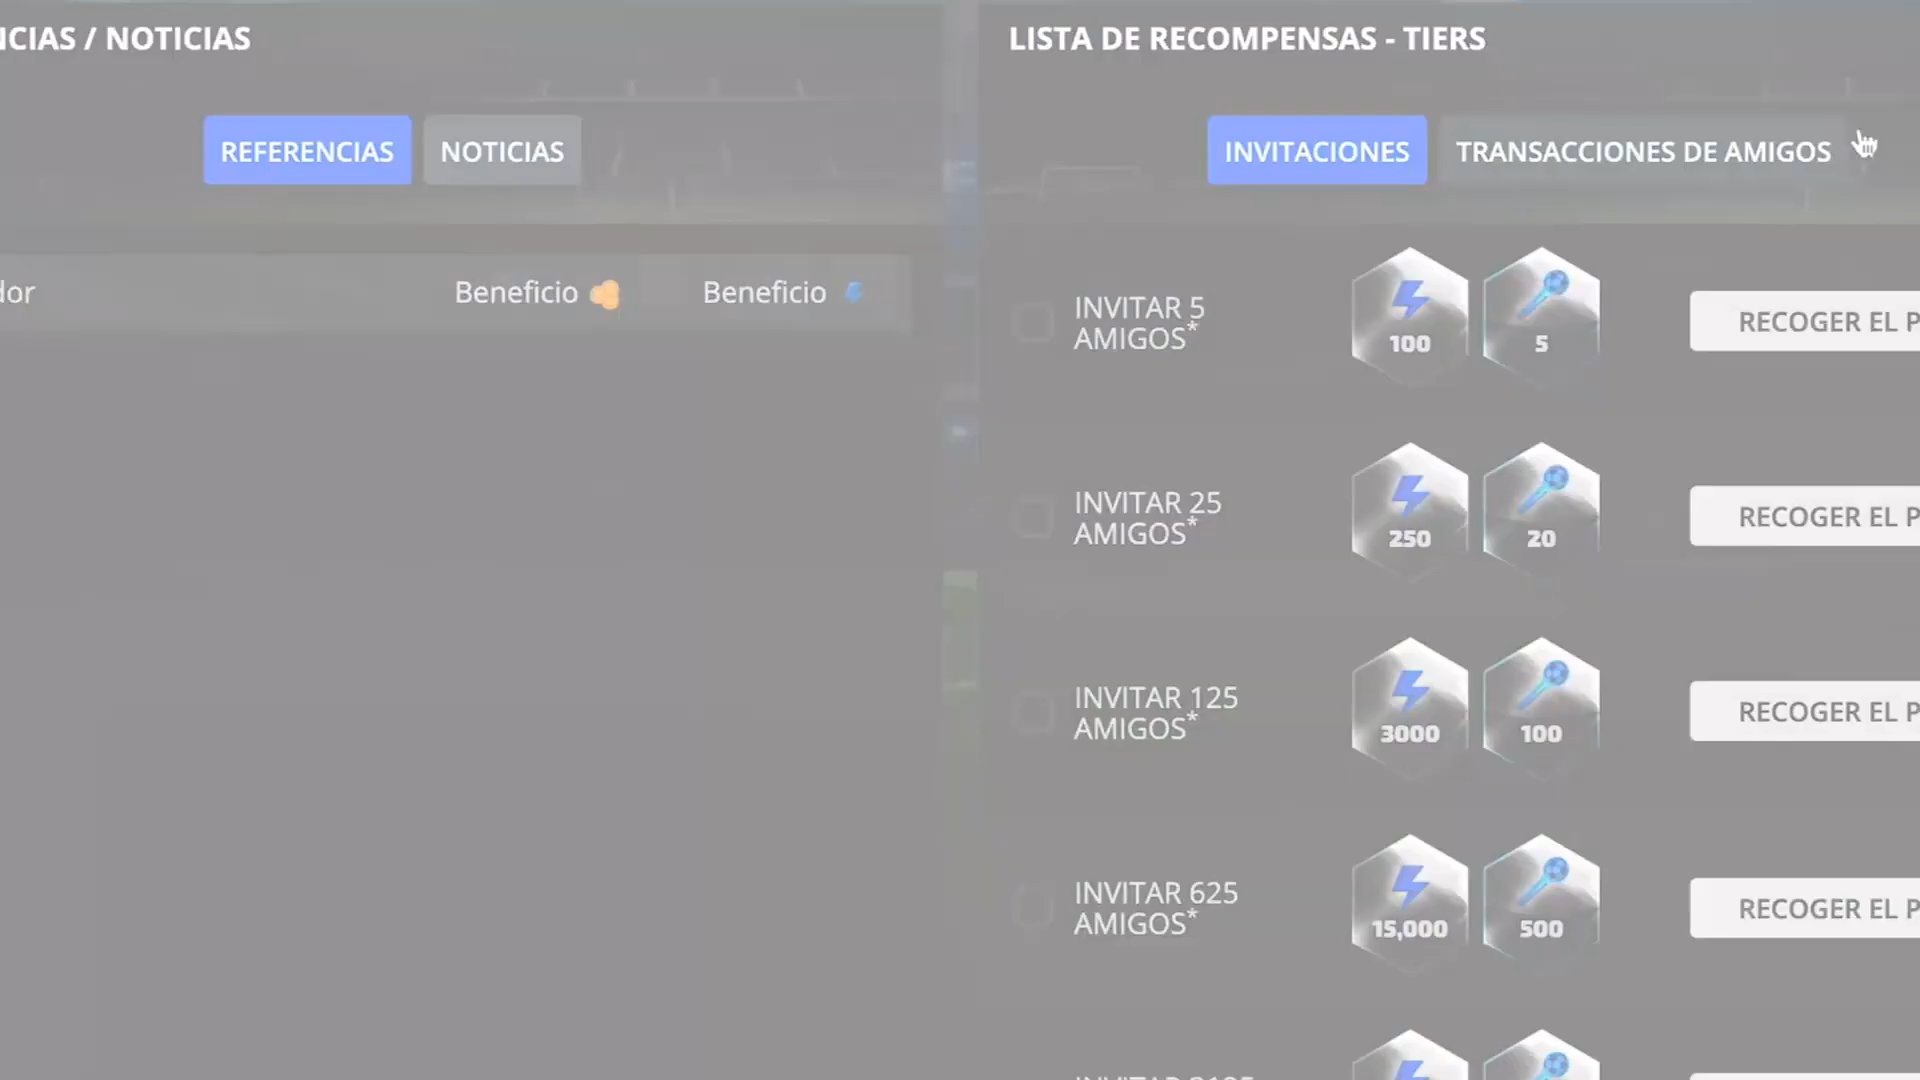 NCIAS / NOTICIAS
REFERENCIAS
NOTICIAS
dor
Beneficio
Beneficio
LISTA DE RECOMPENSAS - TIERS
INVITACIONES
TRANSACCIONES DE AMIGOS
INVITAR 5
AMIGOS*
100
5
RECOGER EL P
INVITAR 25
AMIGOS*
250
20
RECOGER EL P
INVITAR 125
AMIGOS*
3000
100
RECOGER EL P
INVITAR 625
AMIGOS*
15,000
500
RECOGER EL P